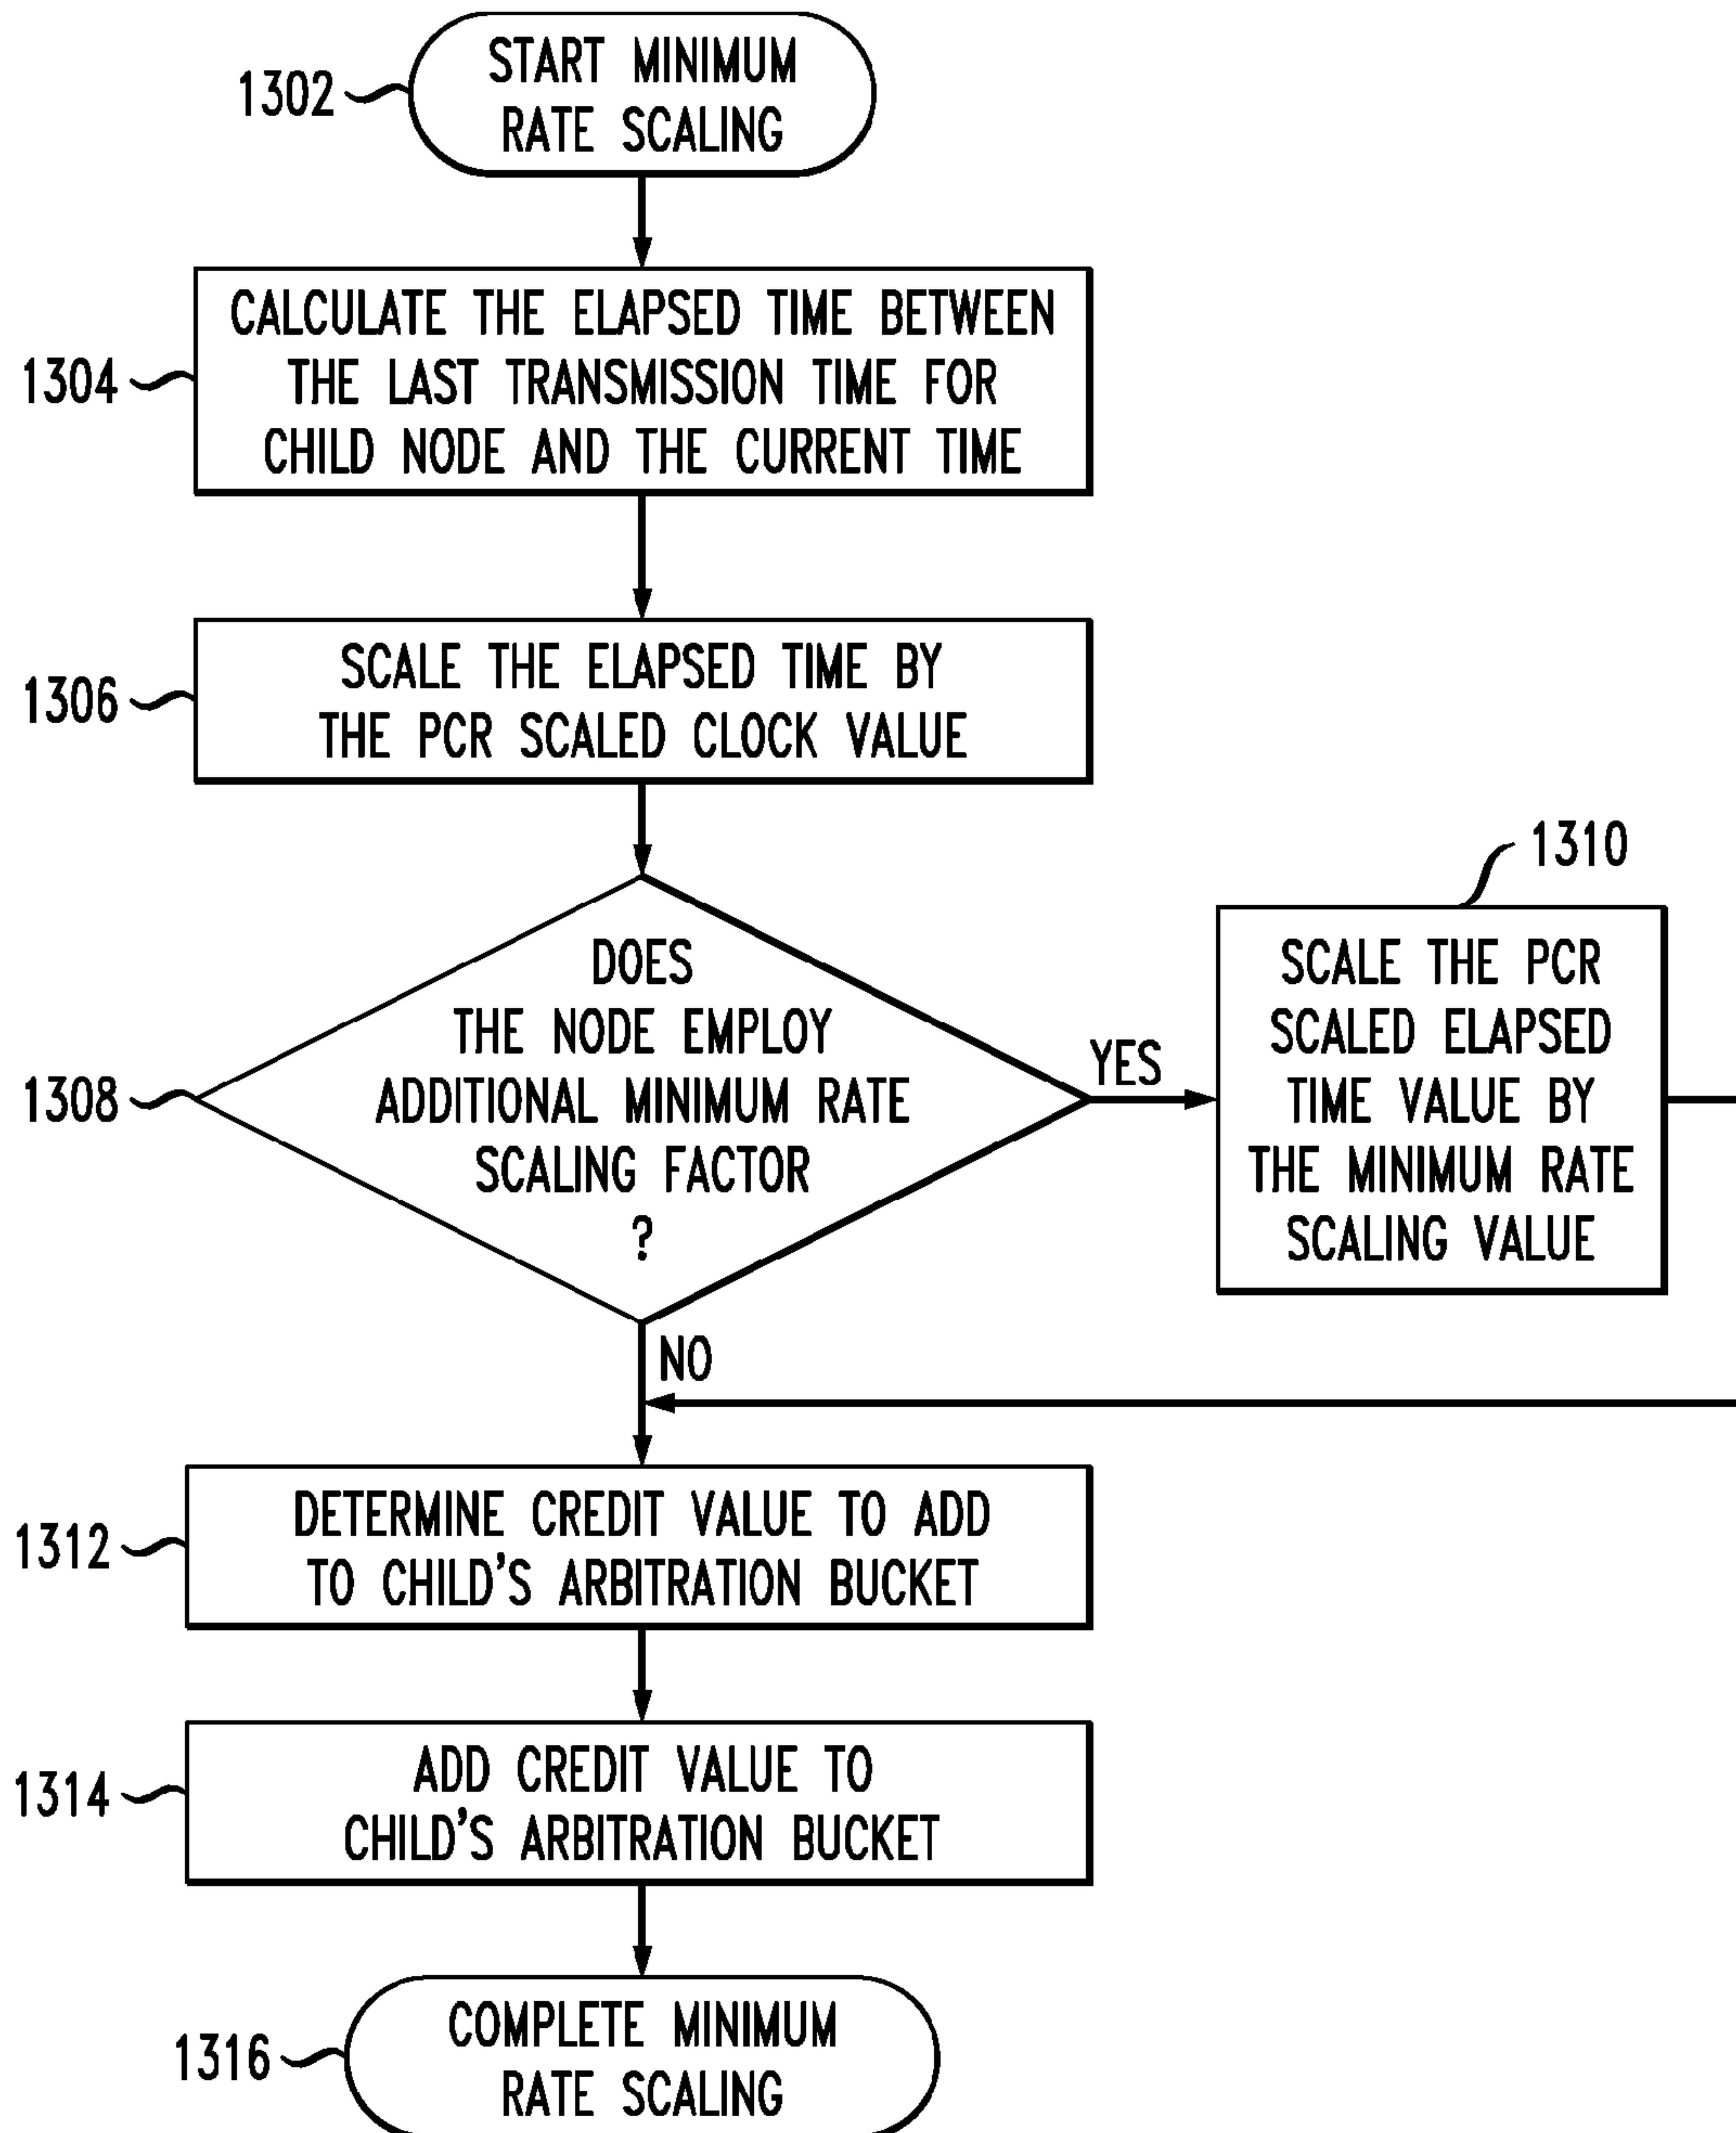 START MINIMUM
RATE SCALING
1302
CALCULATE THE ELAPSED TIME BETWEEN
THE LAST TRANSMISSION TIME FOR
CHILD NODE AND THE CURRENT TIME
1304
SCALE THE ELAPSED TIME BY
THE PCR SCALED CLOCK VALUE
1306
DOES
THE NODE EMPLOY
ADDITIONAL MINIMUM RATE
SCALING FACTOR
?
1308
YES
1310
SCALE THE PCR
SCALED ELAPSED
TIME VALUE BY
THE MINIMUM RATE
SCALING VALUE
NO
DETERMINE CREDIT VALUE TO ADD
TO CHILD'S ARBITRATION BUCKET
1312
ADD CREDIT VALUE TO
CHILD'S ARBITRATION BUCKET
1314
COMPLETE MINIMUM
RATE SCALING
1316